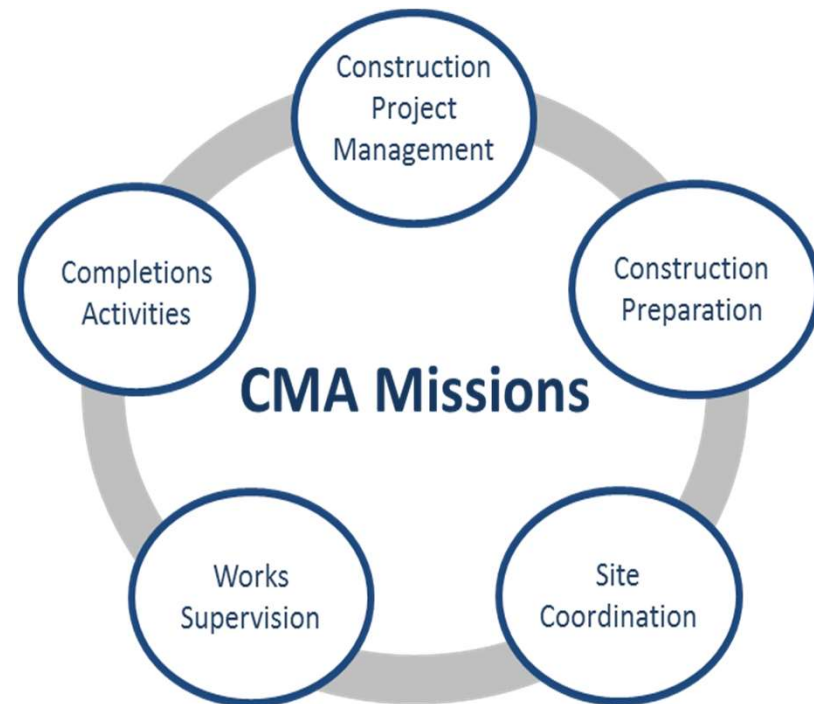 Construction
Project
Management
Construction
Preparation
Site
Coordination
Works
Supervision
Completions
Activities
CMA Missions